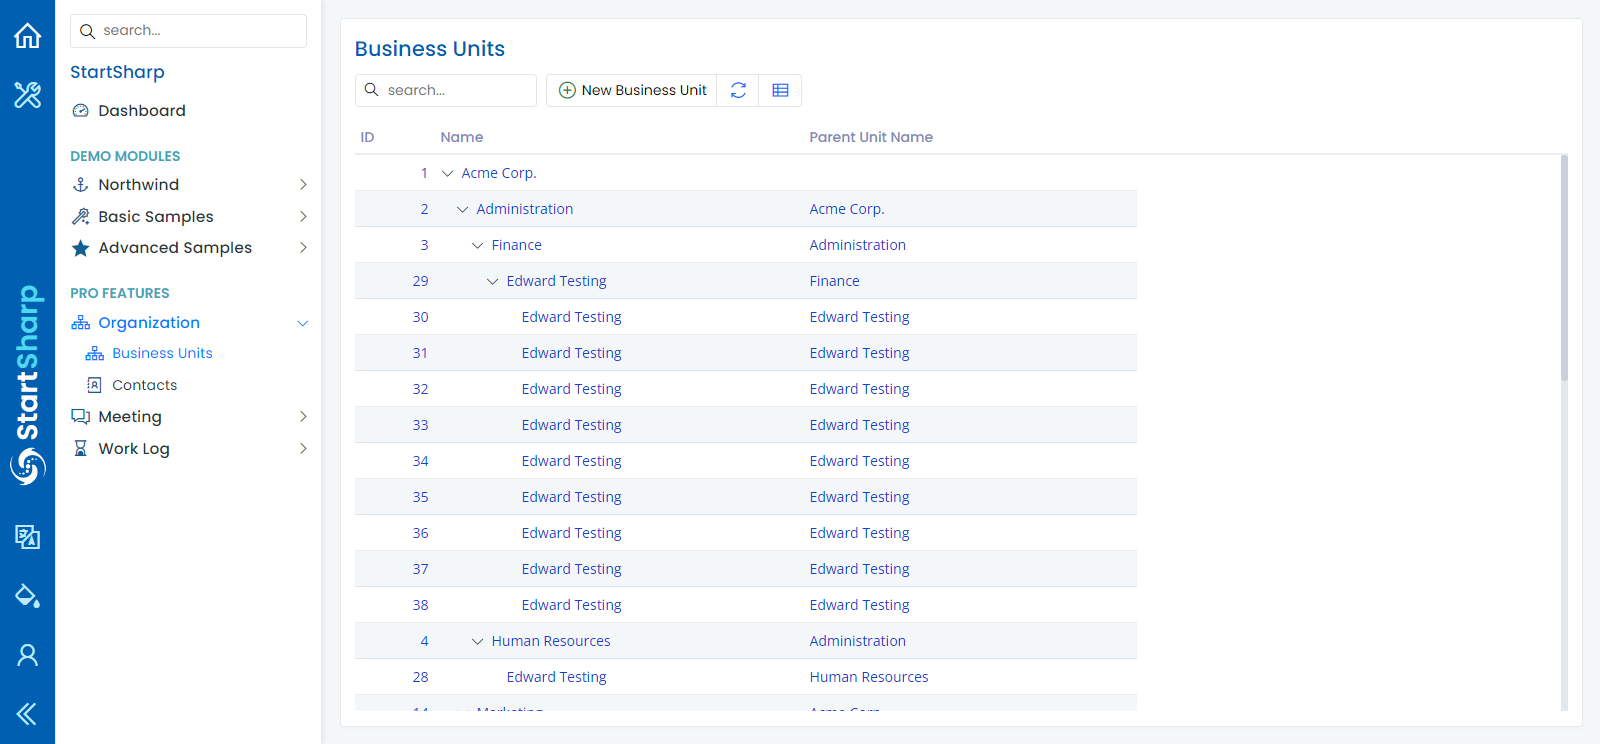 search...
StartSharp
Dashboard
DEMO MODULES
Northwind
Basic Samples
Advanced Samples
PRO FEATURES
Organization
Business Units
Contacts
Meeting
Work Log
StartSharp
Business Units
search...
New Business Unit
ID Name Parent Unit Name
1 Acme Corp.
2 Administration Acme Corp.
3 Finance Administration
29 Edward Testing Finance
30 Edward Testing Edward Testing
31 Edward Testing Edward Testing
32 Edward Testing Edward Testing
33 Edward Testing Edward Testing
34 Edward Testing Edward Testing
35 Edward Testing Edward Testing
36 Edward Testing Edward Testing
37 Edward Testing Edward Testing
38 Edward Testing Edward Testing
4 Human Resources Administration
28 Edward Testing Human Resources
14 Marketing Acme Corp.